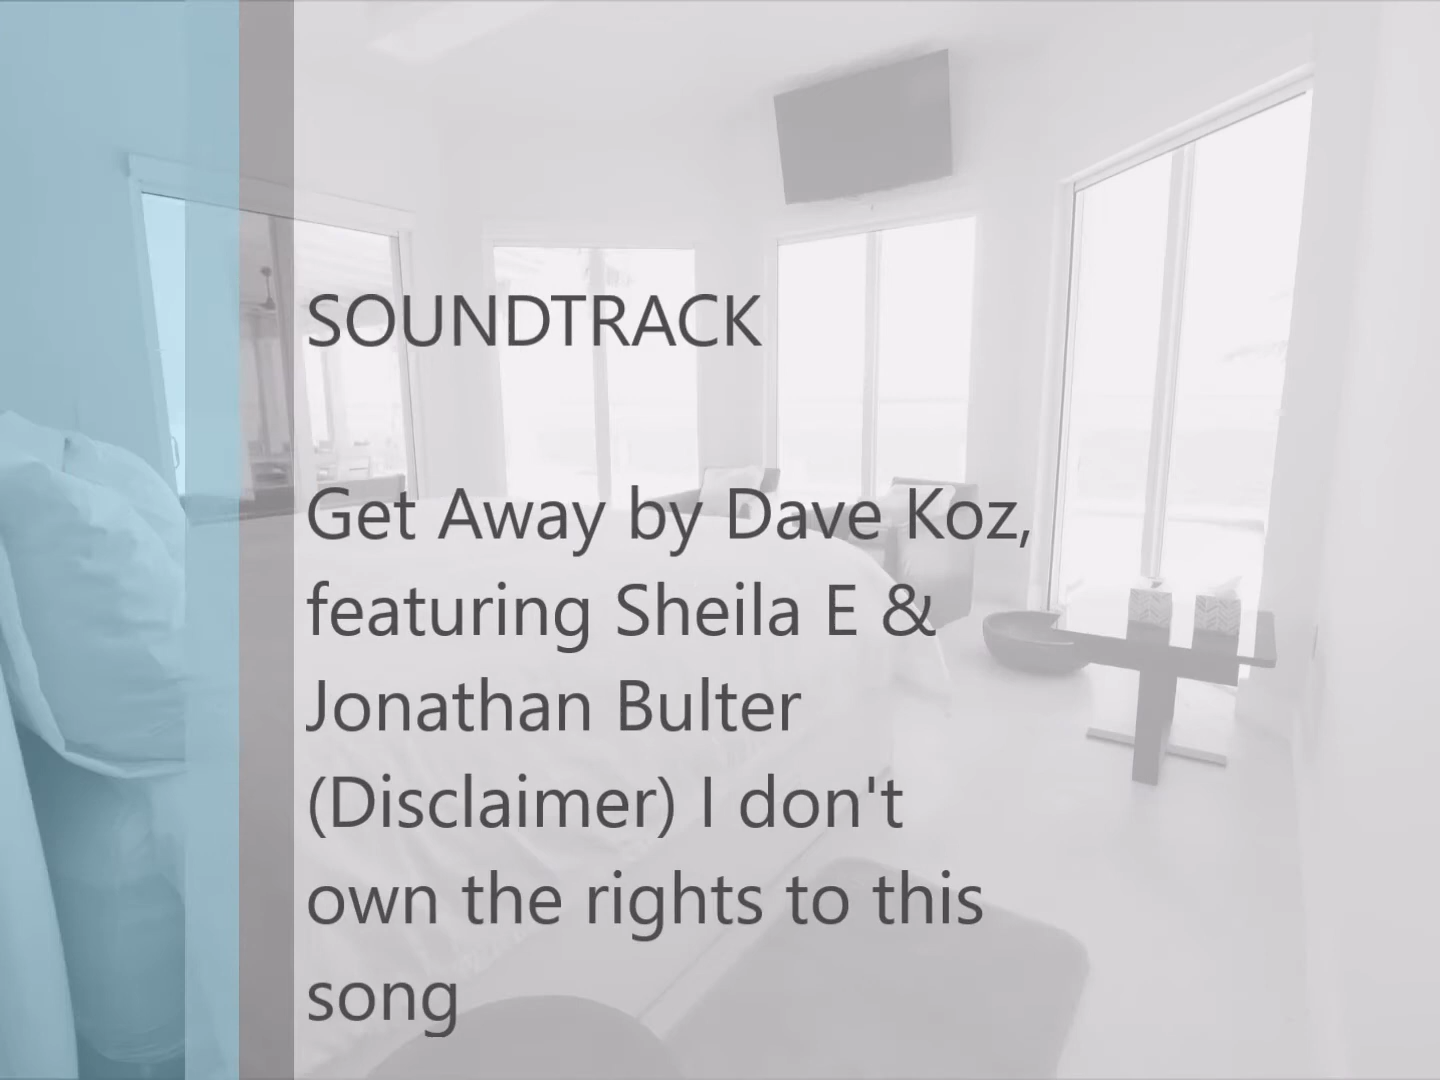 SOUNDTRACK
Get Away by Dave Koz,
featuring Sheila E &
Jonathan Bulter
(Disclaimer) I don't
own the rights to this
song